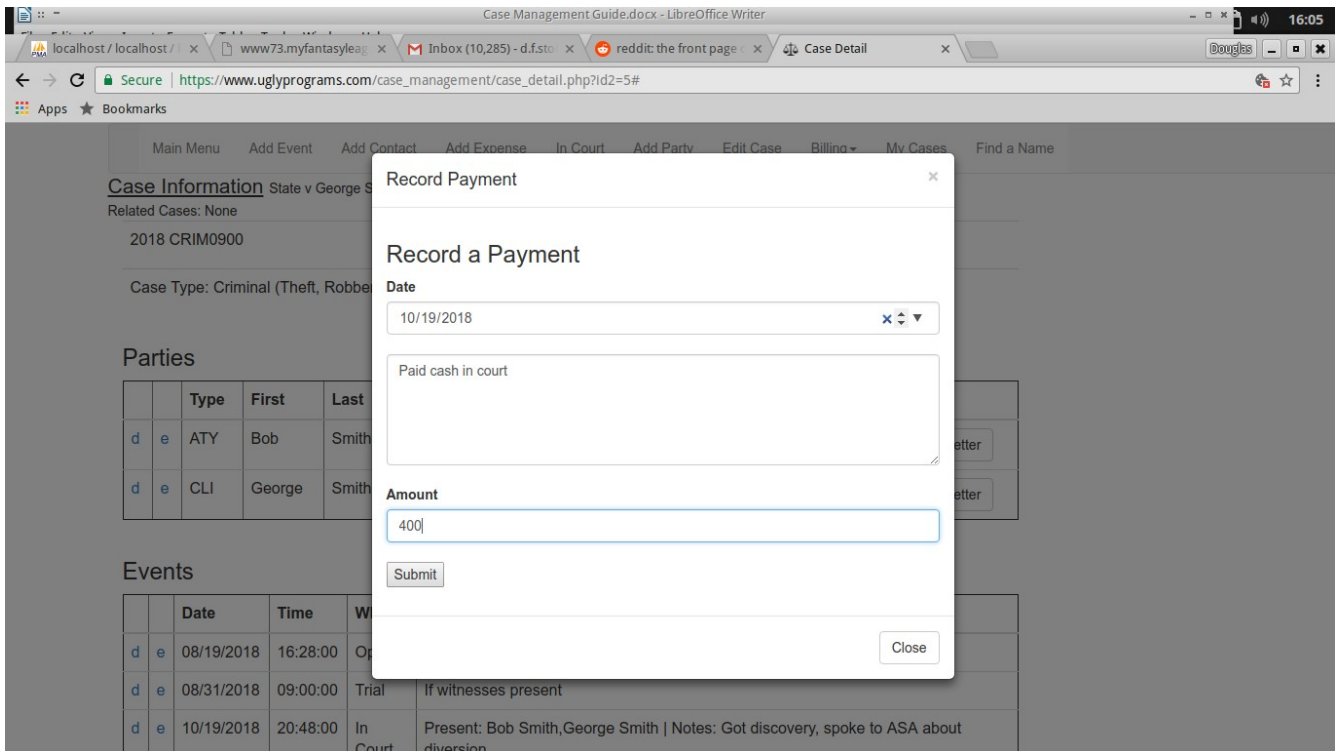 Case Management Guide.docx - LibreOffice Writer
16:05
localhost / localhost /
www73.myfantasyleag
Inbox (10,285) - d.f.sto
reddit: the front page
Case Detail
Douglas
Secure | https://www.uglyprograms.com/case_management/case_detail.php?id2=5#
Apps Bookmarks
Main Menu Add Event Add Contact Add Expense In Court Add Party Edit Case Billing My Cases Find a Name
Case Information State v George S
Related Cases: None
2018 CRIM0900
Case Type: Criminal (Theft, Robbe
Parties
Type First Last
d e ATY Bob Smith etter
d e CLI George Smith etter
Events
Date Time
d e 08/19/2018 16:28:00
d e 08/31/2018 09:00:00 Trial If witnesses present
d e 10/19/2018 20:48:00 In Court Present: Bob Smith,George Smith | Notes: Got discovery, spoke to ASA about
diversion
Record Payment ×
Record a Payment
Date
10/19/2018
Paid cash in court
Amount
400
Submit
Close